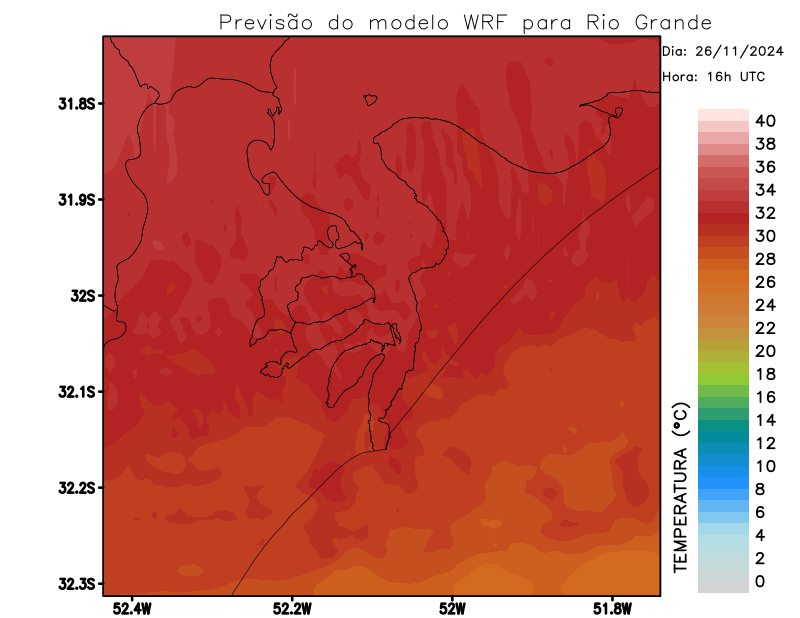 Previsão do modelo WRF para Rio Grande
Dia: 26/11/2024
Hora: 16h UTC
31.8S
31.9S
32S
32.1S
32.2S
32.3S
52.4W
52.2W
52W
51.8W
TEMPERATURA (°C)
40
38
36
34
32
30
28
26
24
22
20
18
16
14
12
10
8
6
4
2
0